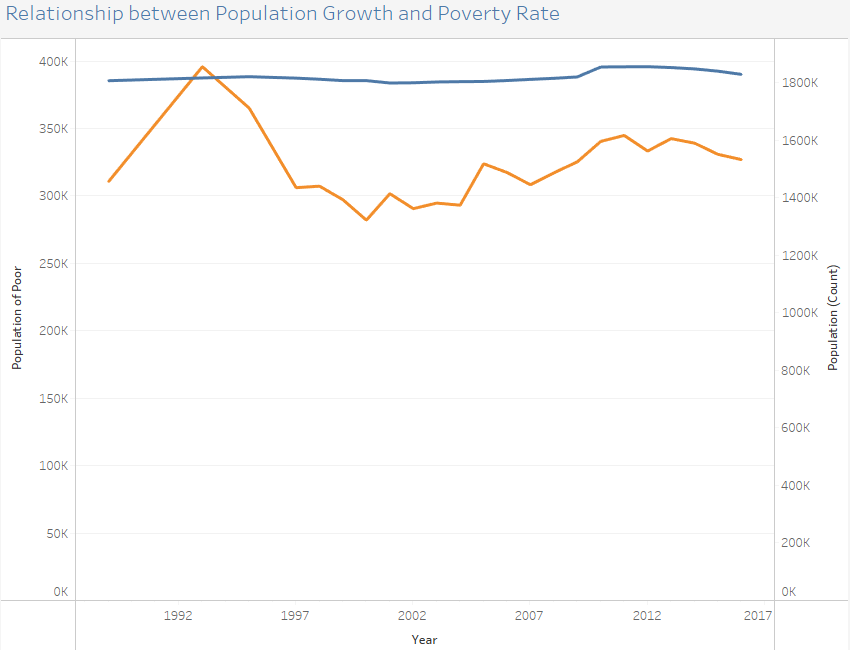 Relationship between Population Growth and Poverty Rate
400K
350K
300K
250K
200K
150K
100K
50K
0K
Population of Poor
1800K
1600K
1400K
1200K
1000K
800K
600K
400K
200K
0K
Population (Count)
1992 1997 2002 2007 2012 2017
Year